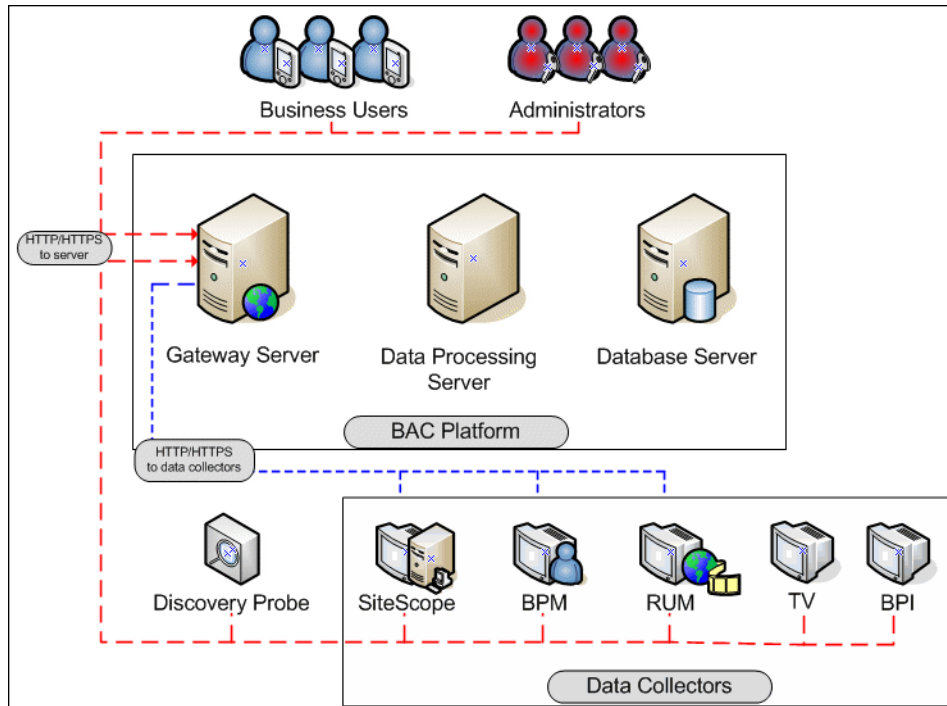 Business Users
Administrators
HTTP/HTTPS
to server
Gateway Server
Data Processing
Server
Database Server
BAC Platform
HTTP/HTTPS
to data collectors
Discovery Probe
SiteScope
BPM
RUM
TV
BPI
Data Collectors